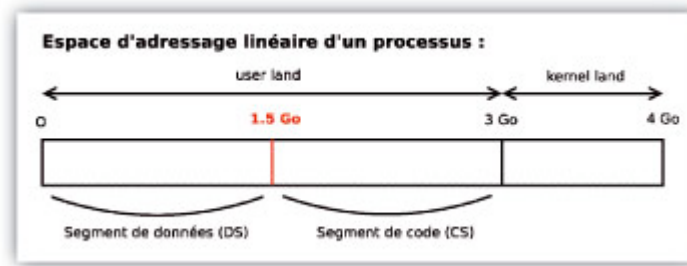 Espace d'adressage linéaire d'un processus :
user land
kernel land
0
1.5 Go
3 Go
4 Go
Segment de données (DS)
Segment de code (CS)